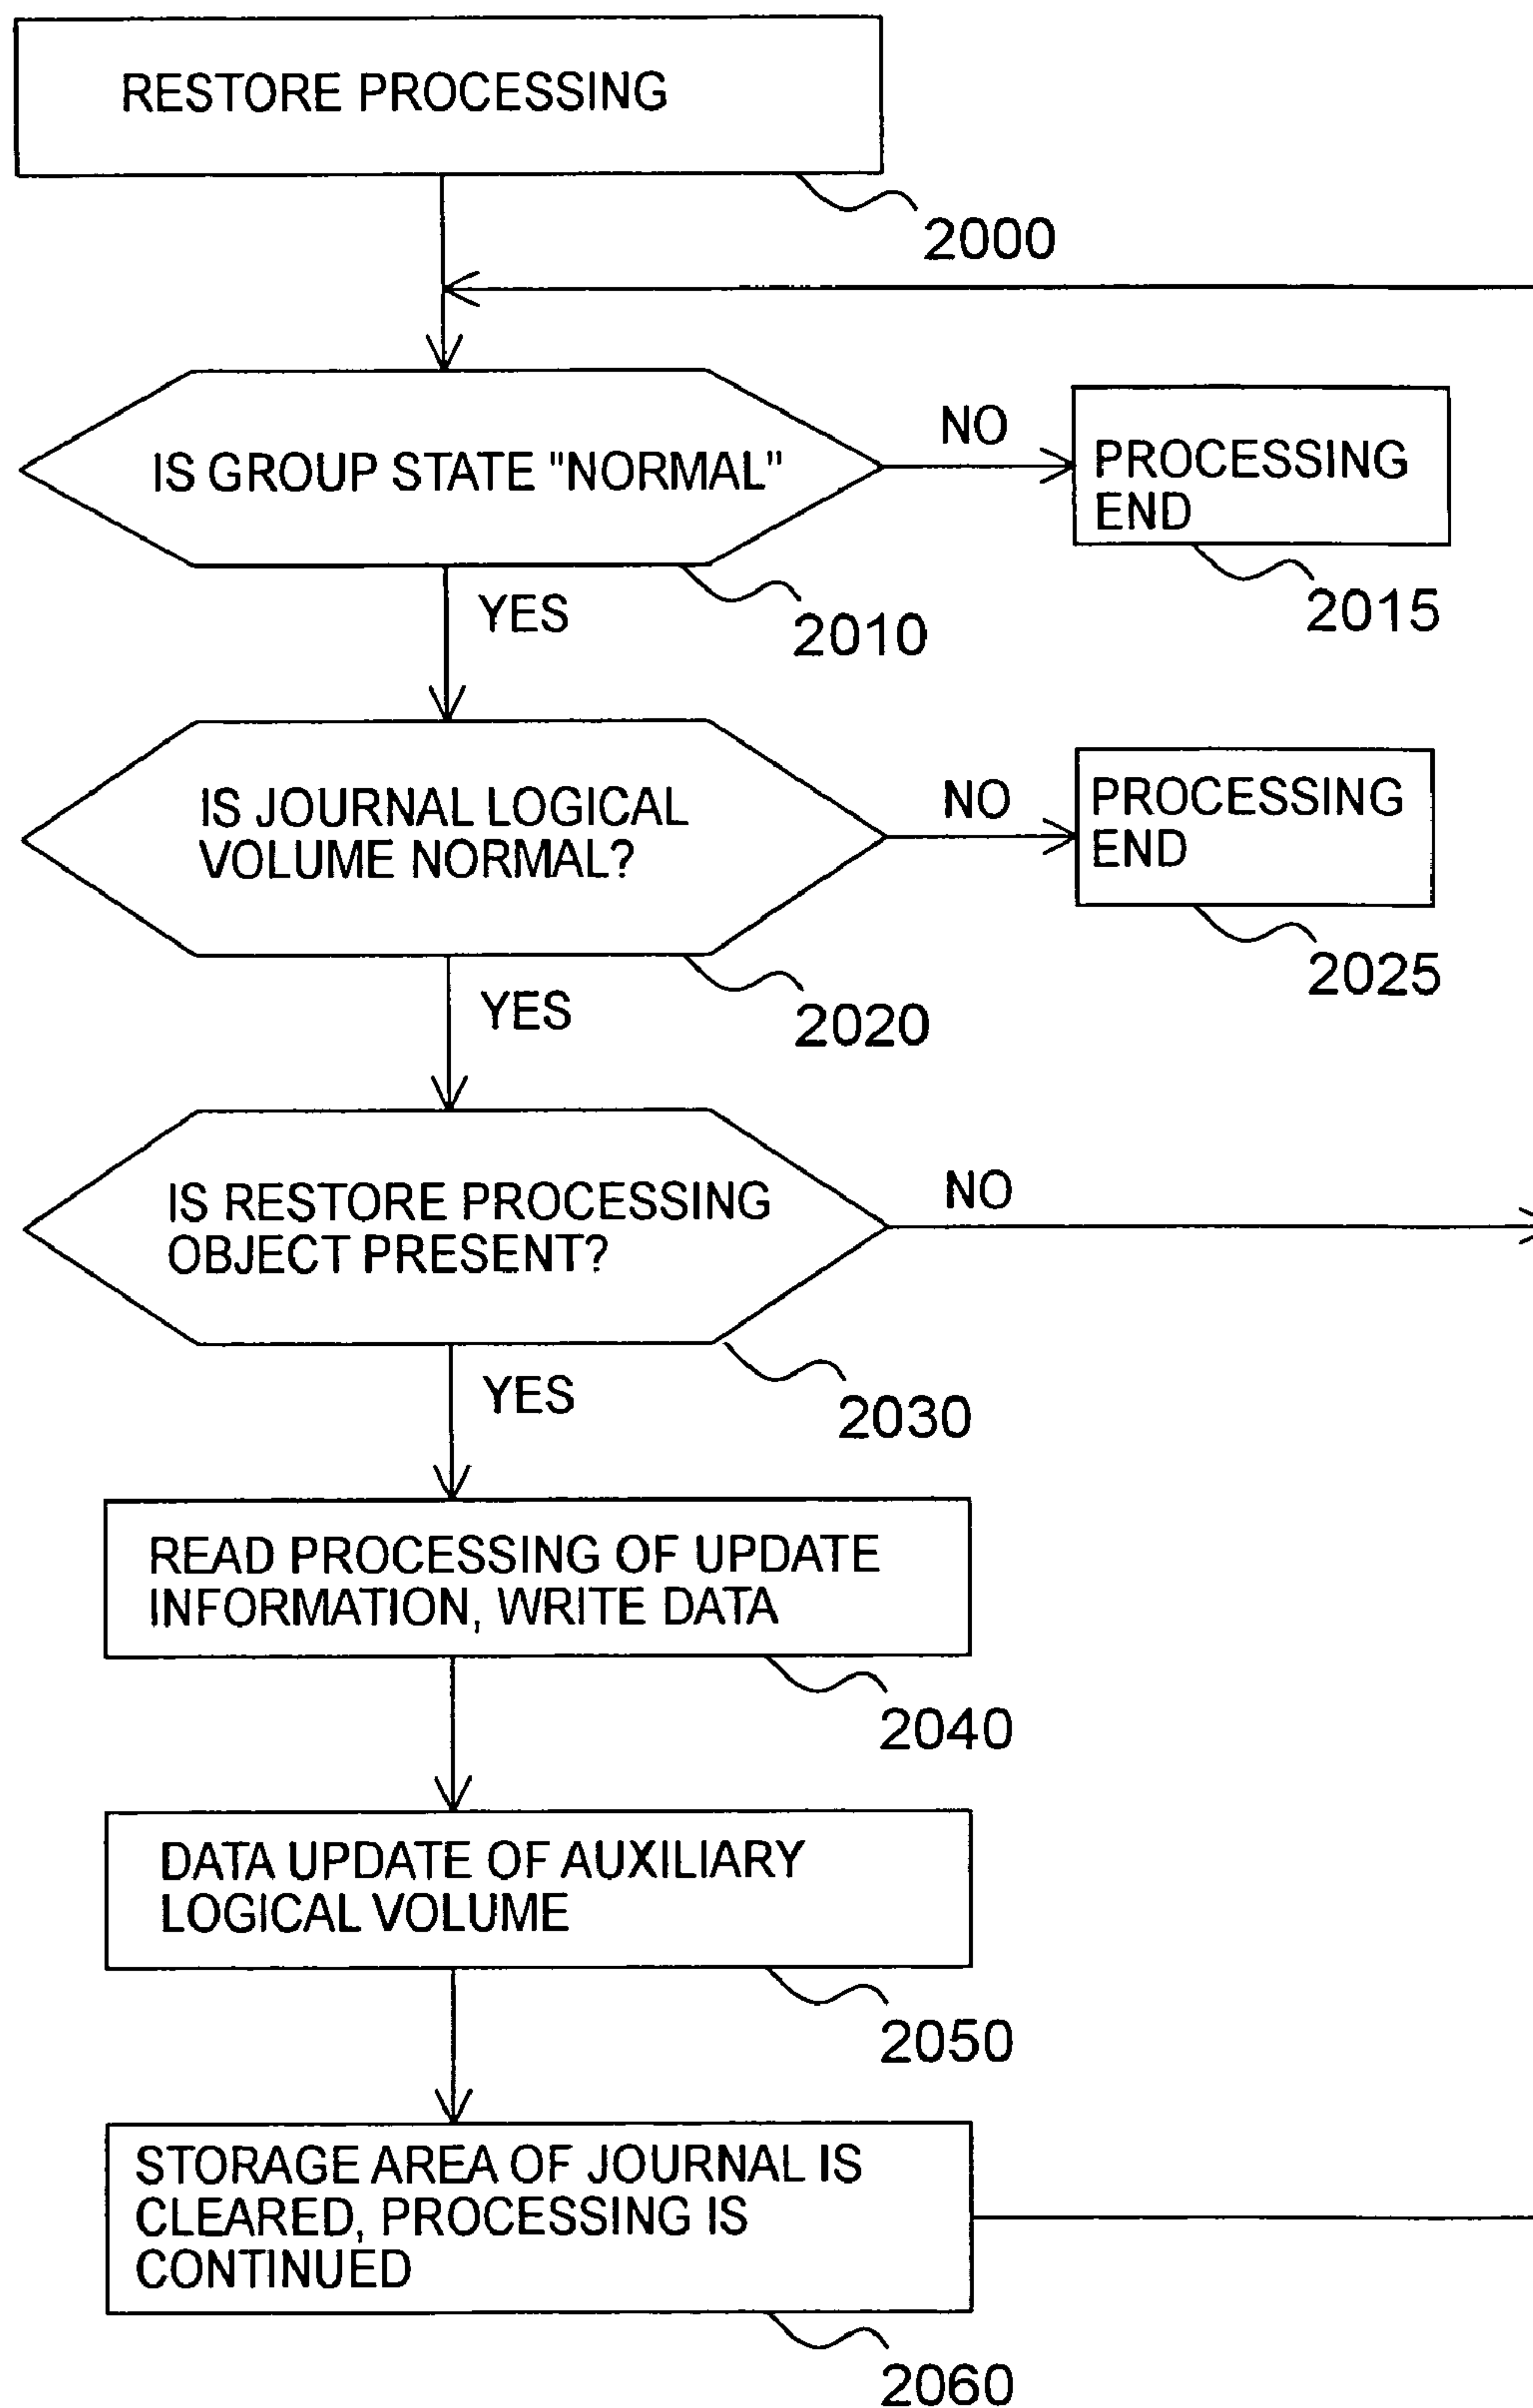 RESTORE PROCESSING
2000
IS GROUP STATE "NORMAL"
NO
PROCESSING
END
2015
YES
2010
IS JOURNAL LOGICAL
VOLUME NORMAL?
NO
PROCESSING
END
2025
YES
2020
IS RESTORE PROCESSING
OBJECT PRESENT?
NO
YES
2030
READ PROCESSING OF UPDATE
INFORMATION, WRITE DATA
2040
DATA UPDATE OF AUXILIARY
LOGICAL VOLUME
2050
STORAGE AREA OF JOURNAL IS
CLEARED, PROCESSING IS
CONTINUED
2060